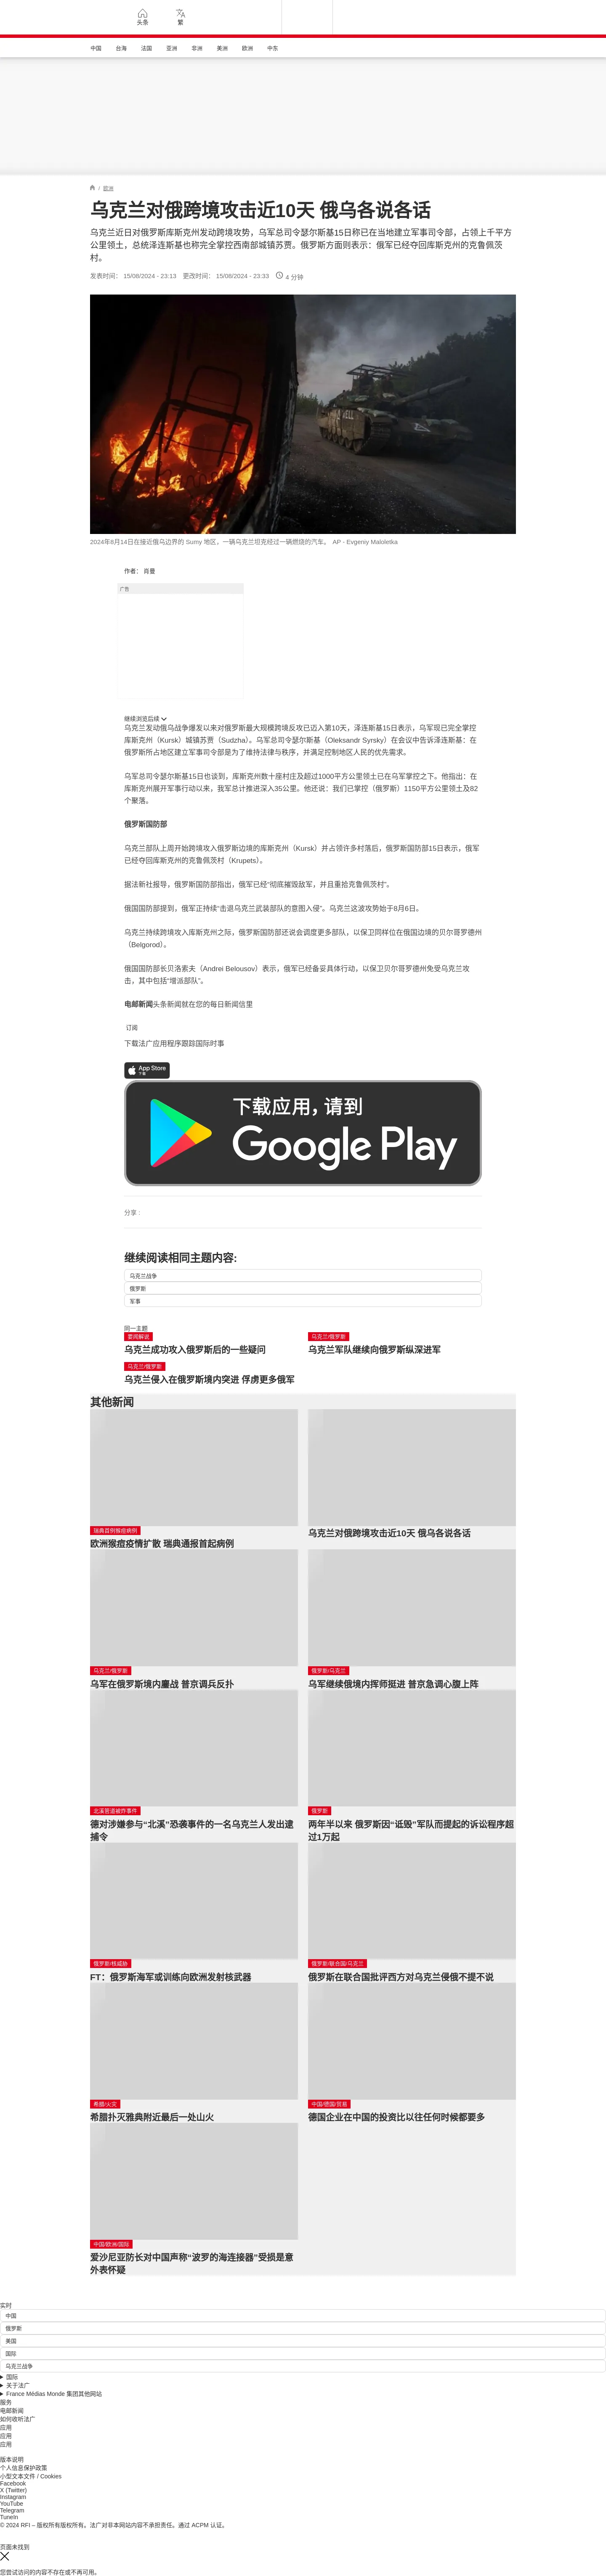 头条
繁
中国
台海
法国
亚洲
非洲
美洲
欧洲
中东
/ 欧洲
乌克兰对俄跨境攻击近10天 俄乌各说各话
乌克兰近日对俄罗斯库斯克州发动跨境攻势，乌军总司令瑟尔斯基15日称已在当地建立军事司令部，占领上千平方
公里领土，总统泽连斯基也称完全掌控西南部城镇苏贾。俄罗斯方面则表示：俄军已经夺回库斯克州的克鲁佩茨
村。
发表时间： 15/08/2024 - 23:13 更改时间： 15/08/2024 - 23:33 4 分钟
HELL
2024年8月14日在接近俄乌边界的 Sumy 地区，一辆乌克兰坦克经过一辆燃烧的汽车。 AP - Evgeniy Maloletka
作者： 肖曼
广告
继续浏览后续
乌克兰发动俄乌战争爆发以来对俄罗斯最大规模跨境反攻已迈入第10天，泽连斯基15日表示，乌军现已完全掌控
库斯克州（Kursk）城镇苏贾（Sudzha）。乌军总司令瑟尔斯基（Oleksandr Syrsky）在会议中告诉泽连斯基：在
俄罗斯所占地区建立军事司令部是为了维持法律与秩序，并满足控制地区人民的优先需求。
乌军总司令瑟尔斯基15日也谈到，库斯克州数十座村庄及超过1000平方公里领土已在乌军掌控之下。他指出：在
库斯克州展开军事行动以来，我军总计推进深入35公里。他还说：我们已掌控（俄罗斯）1150平方公里领土及82
个聚落。
俄罗斯国防部
乌克兰部队上周开始跨境攻入俄罗斯边境的库斯克州（Kursk）并占领许多村落后，俄罗斯国防部15日表示，俄军
已经夺回库斯克州的克鲁佩茨村（Krupets）。
据法新社报导，俄罗斯国防部指出，俄军已经“彻底摧毁敌军，并且重拾克鲁佩茨村”。
俄国国防部提到，俄军正持续“击退乌克兰武装部队的意图入侵”。乌克兰这波攻势始于8月6日。
乌克兰持续跨境攻入库斯克州之际，俄罗斯国防部还说会调度更多部队，以保卫同样位在俄国边境的贝尔哥罗德州
（Belgorod）。
俄国国防部长贝洛索夫（Andrei Belousov）表示，俄军已经备妥具体行动，以保卫贝尔哥罗德州免受乌克兰攻
击，其中包括“增派部队”。
电邮新闻头条新闻就在您的每日新闻信里
订阅
下载法广应用程序跟踪国际时事
App Store
下载
下载应用，请到
Google Play
分享 :
继续阅读相同主题内容:
乌克兰战争
俄罗斯
军事
同一主题
要闻解说
乌克兰成功攻入俄罗斯后的一些疑问
乌克兰/俄罗斯
乌克兰军队继续向俄罗斯纵深进军
乌克兰/俄罗斯
乌克兰侵入在俄罗斯境内突进 俘虏更多俄军
其他新闻
瑞典首例猴痘病例
欧洲猴痘疫情扩散 瑞典通报首起病例
乌克兰对俄跨境攻击近10天 俄乌各说各话
乌克兰/俄罗斯
乌军在俄罗斯境内鏖战 普京调兵反扑
俄罗斯/乌克兰
乌军继续俄境内挥师挺进 普京急调心腹上阵
北溪管道被炸事件
德对涉嫌参与“北溪”恐袭事件的一名乌克兰人发出逮
捕令
俄罗斯
两年半以来 俄罗斯因“诋毁”军队而提起的诉讼程序超
过1万起
俄罗斯/核威胁
FT：俄罗斯海军或训练向欧洲发射核武器
俄罗斯/联合国/乌克兰
俄罗斯在联合国批评西方对乌克兰侵俄不提不说
希腊/火灾
希腊扑灭雅典附近最后一处山火
中国/德国/贸易
德国企业在中国的投资比以往任何时候都要多
中国/欧洲/国际
爱沙尼亚防长对中国声称“波罗的海连接器”受损是意
外表怀疑
实时
中国
俄罗斯
美国
国际
乌克兰战争
国际
关于法广
France Médias Monde 集团其他网站
服务
电邮新闻
如何收听法广
应用
应用
应用
版本说明
个人信息保护政策
小型文本文件 / Cookies
Facebook
X (Twitter)
Instagram
YouTube
Telegram
TuneIn
© 2024 RFI – 版权所有版权所有。法广对非本网站内容不承担责任。通过 ACPM 认证。
页面未找到
您尝试访问的内容不存在或不再可用。